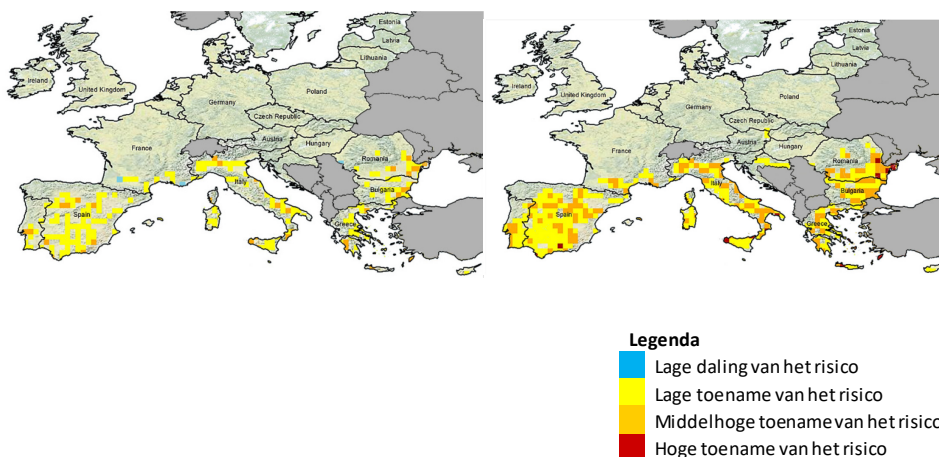 Estonia
Latvia
Lithuania
Ireland
United Kingdom
Germany
Poland
Czech Republic
France
Austria
Hungary
Romania
Italy
Bulgaria
Spain
Greece
Estonia
Latvia
Lithuania
Ireland
United Kingdom
Germany
Poland
Czech Republic
France
Austria
Hungary
Romania
Italy
Bulgaria
Spain
Greece
Legenda
Lage daling van het risico
Lage toename van het risico
Middelhoge toename van het risico
Hoge toename van het risico